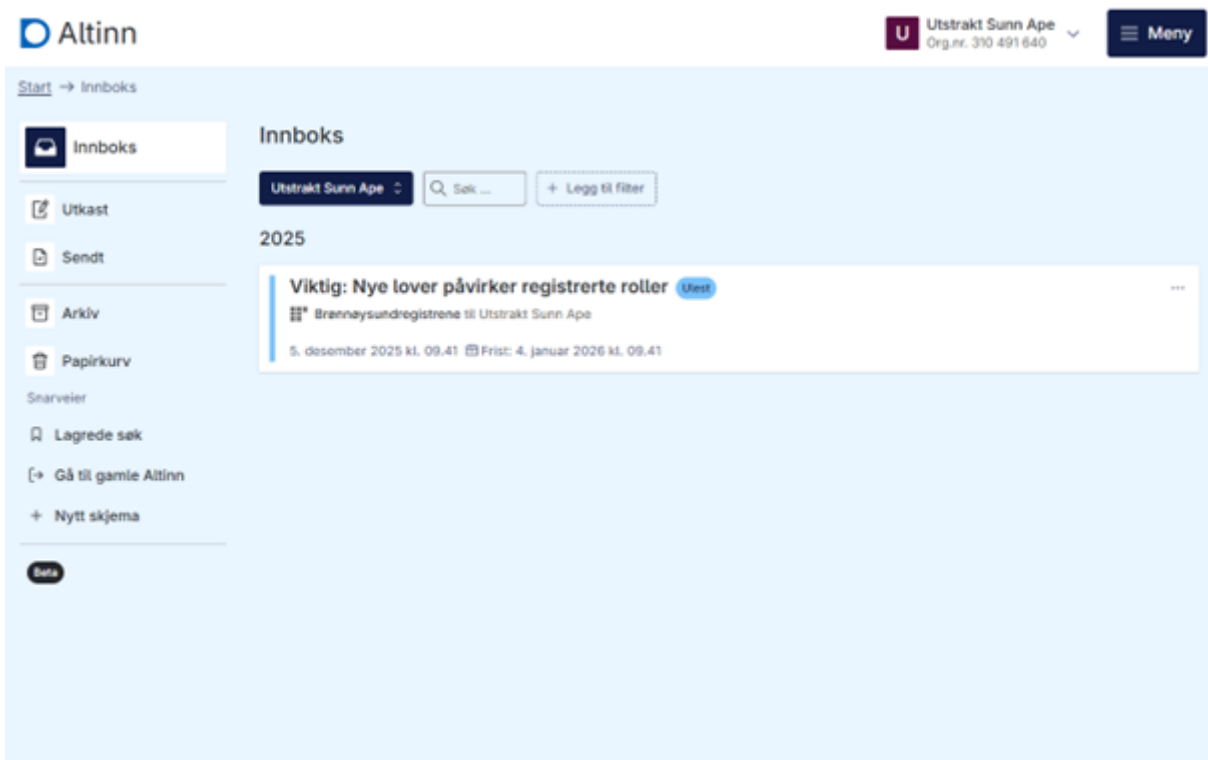 Altinn
U
Utstrakt Sunn Ape
Org.nr. 310 491 640
Meny
Start → Innboks
Innboks
Utkast
Sendt
Arkiv
Papirkurv
Snarveier
Lagrede søk
Gå til gamle Altinn
+ Nytt skjema
Beta
Innboks
Utstrakt Sunn Ape
Søk ...
+ Legg til filter
2025
Viktig: Nye lover påvirker registrerte roller Ulest
Brønnøysundregistrene til Utstrakt Sunn Ape
5. desember 2025 kl. 09.41 Frist: 4. januar 2026 kl. 09.41